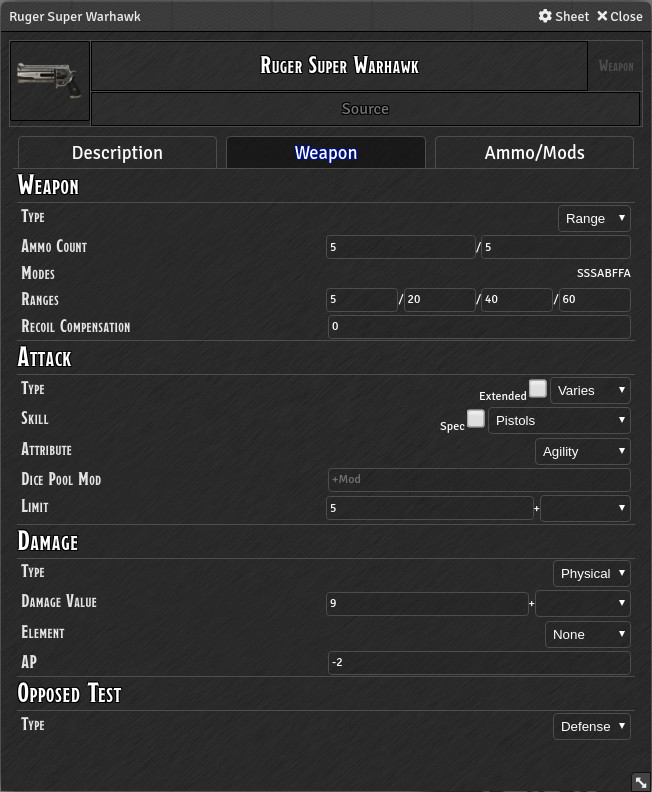 Ruger Super Warhawk Sheet Close
Ruger Super Warhawk Weapon
Source
Description Weapon Ammo/Mods
Weapon
Type Range
Ammo Count 5 / 5
Modes SSSABFFA
Ranges 5 / 20 / 40 / 60
Recoil Compensation 0
Attack
Type Extended Varies
Skill Spec Pistols
Attribute Agility
Dice Pool Mod +Mod
Limit 5 +
Damage
Type Physical
Damage Value 9 +
Element None
AP -2
Opposed Test
Type Defense